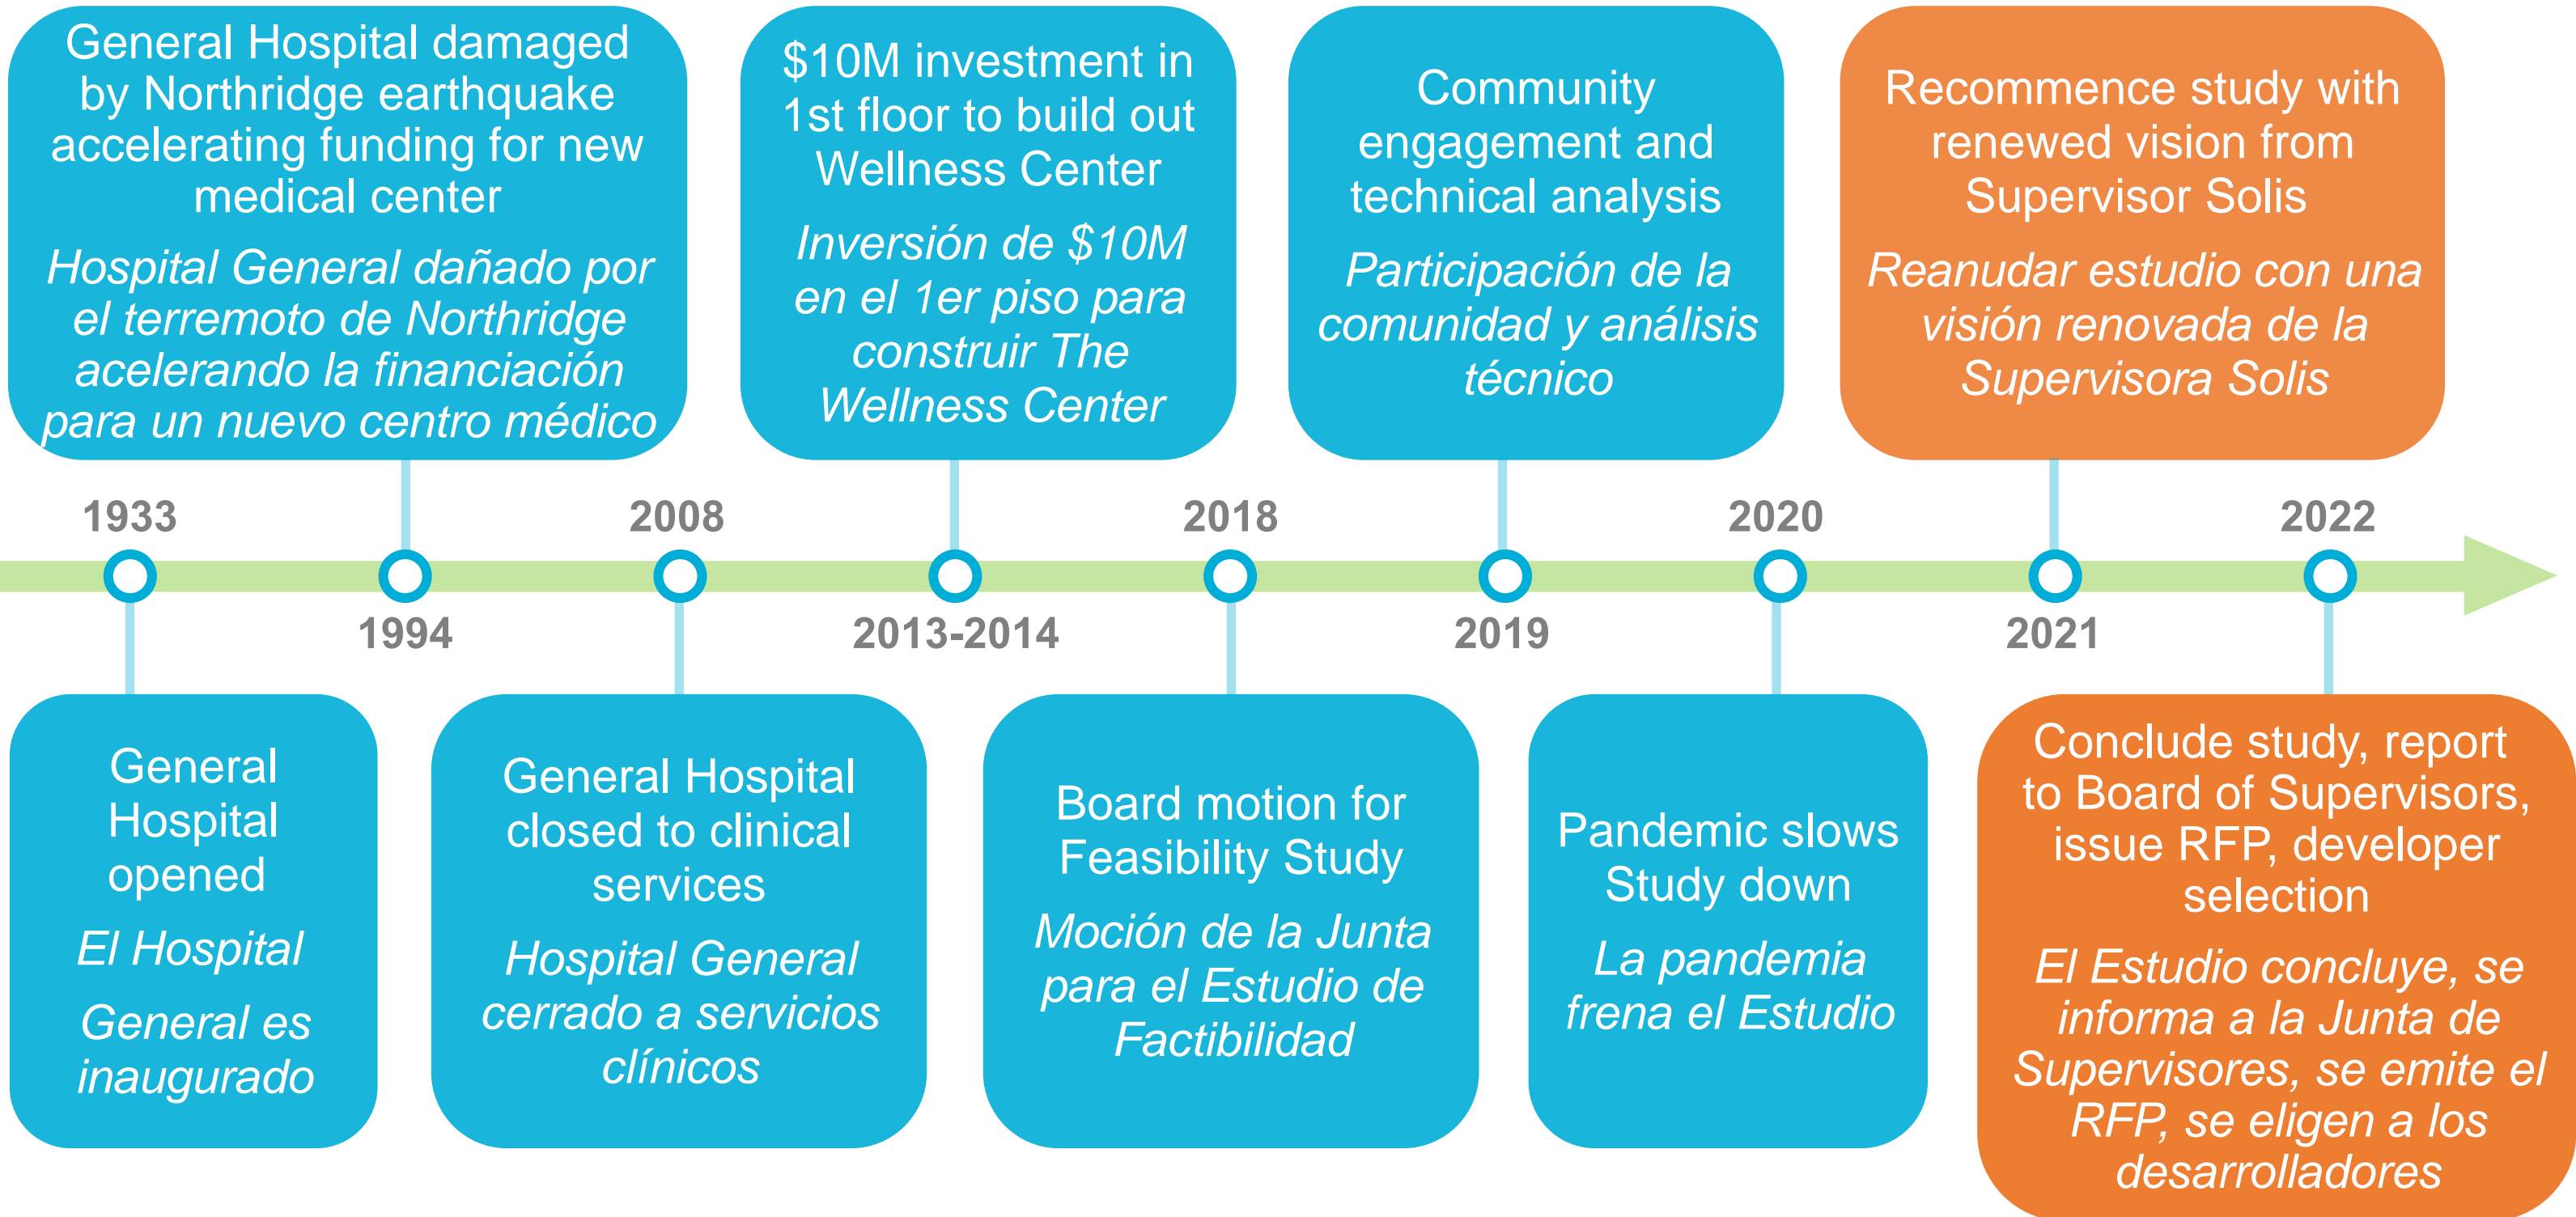 General Hospital damaged
by Northridge earthquake
accelerating funding for new
medical center
Hospital General dañado por
el terremoto de Northridge
acelerando la financiación
para un nuevo centro médico
$10M investment in
1st floor to build out
Wellness Center
Inversión de $10M
en el 1er piso para
construir The
Wellness Center
Community
engagement and
technical analysis
Participación de la
comunidad y análisis
técnico
Recommence study with
renewed vision from
Supervisor Solis
Reanudar estudio con una
visión renovada de la
Supervisora Solis
1933
2008
2018
2020
2022
1994
2013-2014
2019
2021
General
Hospital
opened
El Hospital
General es
inaugurado
General Hospital
closed to clinical
services
Hospital General
cerrado a servicios
clínicos
Board motion for
Feasibility Study
Moción de la Junta
para el Estudio de
Factibilidad
Pandemic slows
Study down
La pandemia
frena el Estudio
Conclude study, report
to Board of Supervisors,
issue RFP, developer
selection
El Estudio concluye, se
informa a la Junta de
Supervisores, se emite el
RFP, se eligen a los
desarrolladores